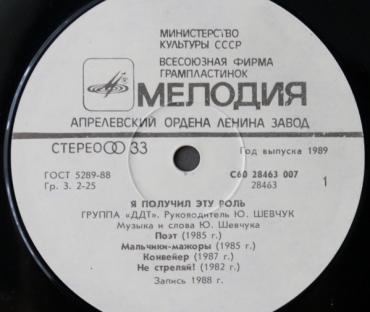 МИНИСТЕРСТВО
КУЛЬТУРЫ СССР
ВСЕСОЮЗНАЯ ФИРМА
ГРАМПЛАСТИНОК
МЕЛОДИЯ
АПРЕЛЕВСКИЙ ОРДЕНА ЛЕНИНА ЗАВОД
СТЕРЕО 33
Год выпуска 1989
ГОСТ 5289-88
С60 28463 007
Гр. 3. 2-25
28463
1
Я ПОЛУЧИЛ ЭТУ РОЛЬ
ГРУППА «ДДТ». Руководитель Ю. ШЕВЧУК
Музыка и слова Ю. Шевчука
Поэт (1985 г.)
Мальчики-мажоры (1985 г.)
Конвейер (1987 г.)
Не стреляй! (1982 г.)
Запись 1988 г.